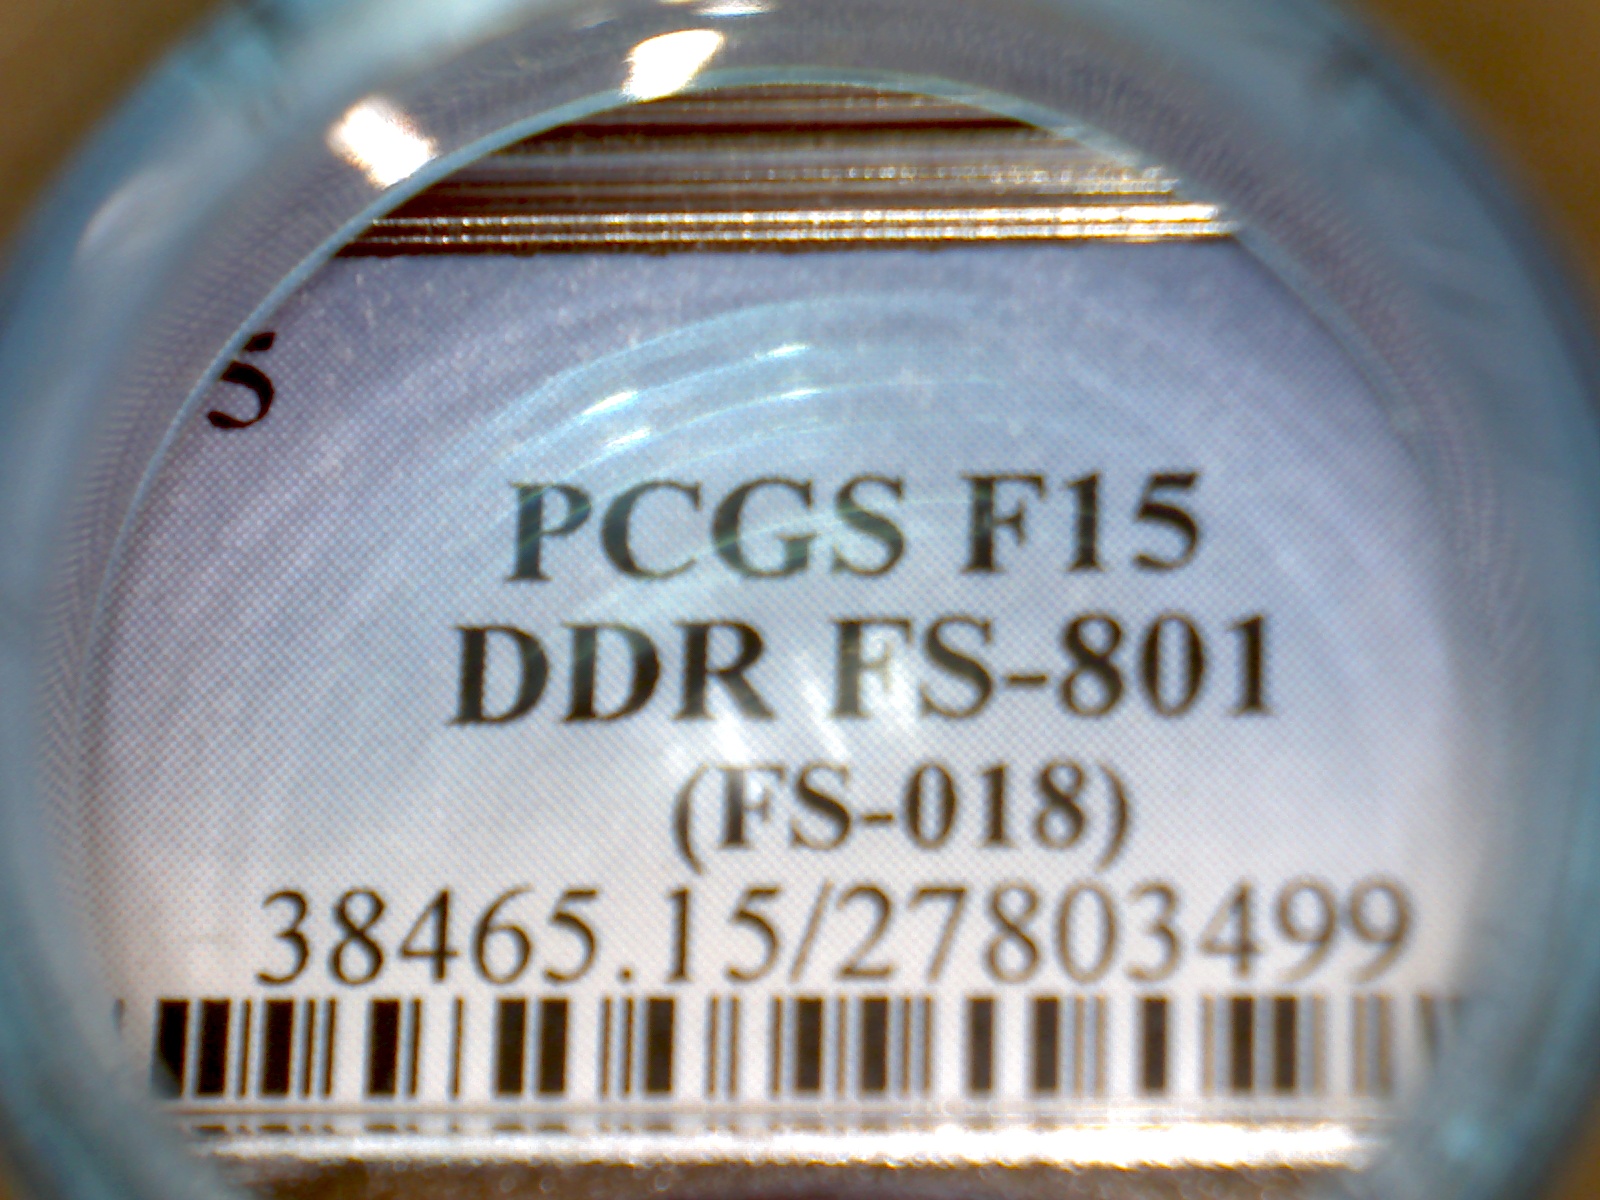 5
PCGS F15
DDR FS-801
(FS-018)
38465.15/27803499